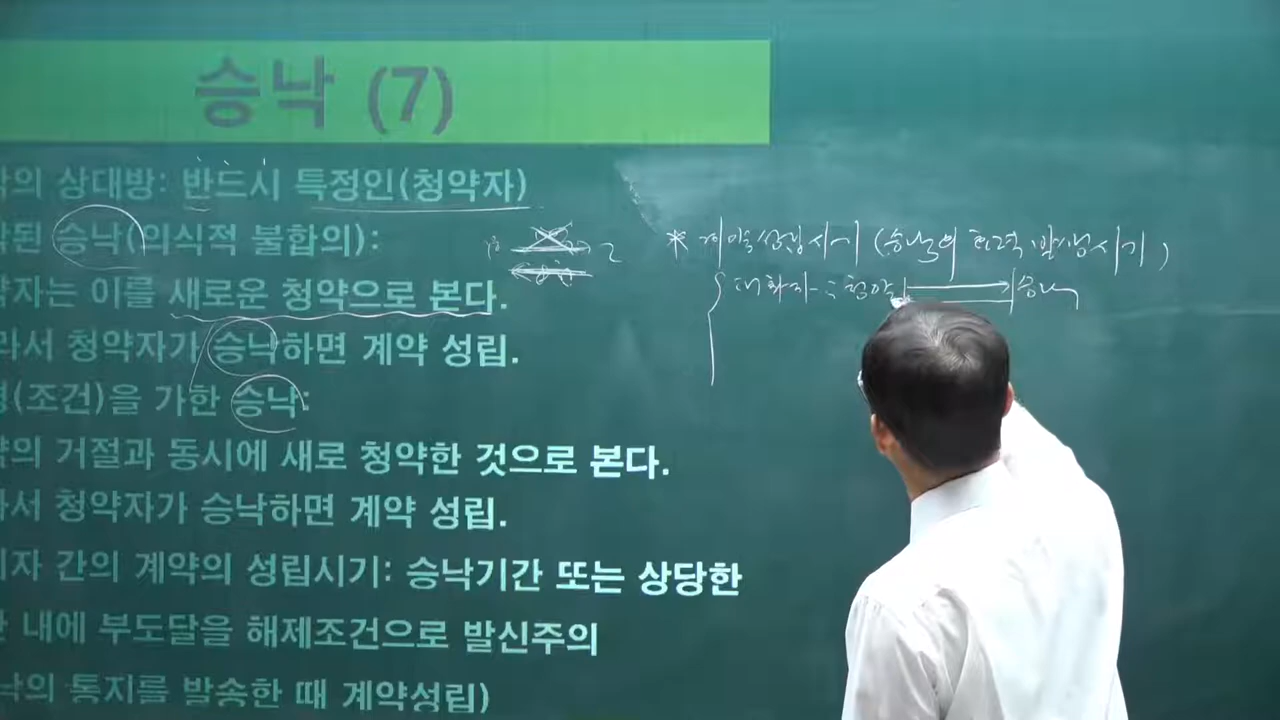 승낙 (7)
의 상대방: 반드시 특정인(청약자)
된 승낙(의식적 불합의):
자는 이를 새로운 청약으로 본다.
라서 청약자가 승낙하면 계약 성립.
(조건)을 가한 승낙:
의 거절과 동시에 새로 청약한 것으로 본다.
서 청약자가 승낙하면 계약 성립.
자 간의 계약의 성립시기: 승낙기간 또는 상당한
내에 부도달을 해제조건으로 발신주의
낙의 통지를 발송한 때 계약성립)
* 계약성립시기 (승낙의 효력 발생시기)
대화자 : 청약 승낙